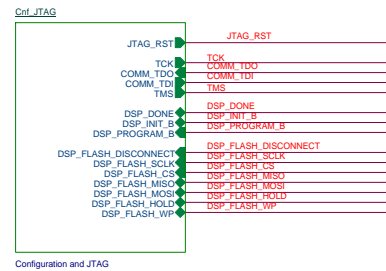 Cnf_JTAG
JTAG_RST JTAG_RST
TCK TCK
COMM_TDO COMM_TDO
COMM_TDI COMM_TDI
TMS TMS
DSP_DONE DSP_DONE
DSP_INIT_B DSP_INIT_B
DSP_PROGRAM_B DSP_PROGRAM_B
DSP_FLASH_DISCONNECT DSP_FLASH_DISCONNECT
DSP_FLASH_SCLK DSP_FLASH_SCLK
DSP_FLASH_CS DSP_FLASH_CS
DSP_FLASH_MISO DSP_FLASH_MISO
DSP_FLASH_MOSI DSP_FLASH_MOSI
DSP_FLASH_HOLD DSP_FLASH_HOLD
DSP_FLASH_WP DSP_FLASH_WP
Configuration and JTAG